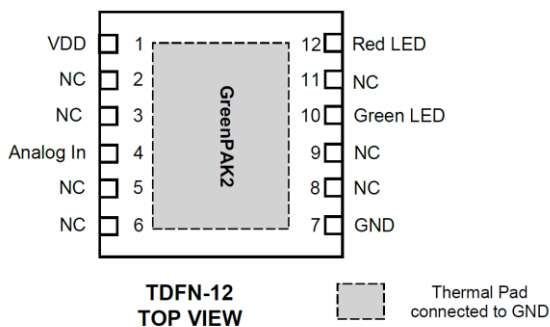 VDD 1 12 Red LED
NC 2 11 NC
NC 3 10 Green LED
Analog In 4 9 NC
NC 5 8 NC
NC 6 7 GND
GreenPAK2
TDFN-12
TOP VIEW
Thermal Pad
connected to GND